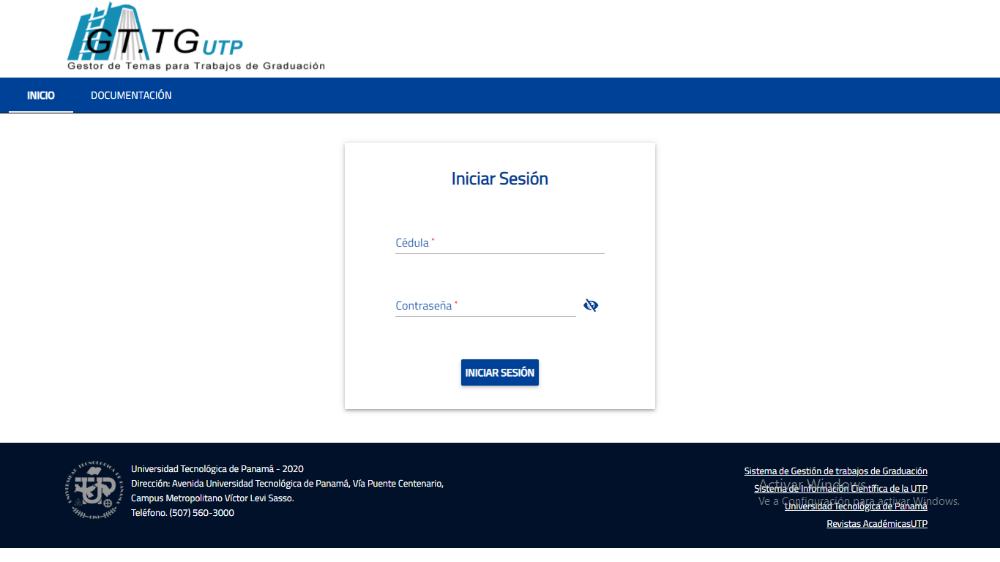 GT.TG UTP
Gestor de Temas para Trabajos de Graduación
INICIO
DOCUMENTACIÓN
Iniciar Sesión
Cédula *
Contraseña *
INICIAR SESIÓN
Universidad Tecnológica de Panamá - 2020
Dirección: Avenida Universidad Tecnológica de Panamá, Vía Puente Centenario,
Campus Metropolitano Víctor Levi Sasso.
Teléfono. (507) 560-3000
Sistema de Gestión de trabajos de Graduación
Sistema de Información Científica de la UTP
Universidad Tecnológica de Panamá
Revistas AcadémicasUTP
Activar Windows
Ve a Configuración para activar Windows.